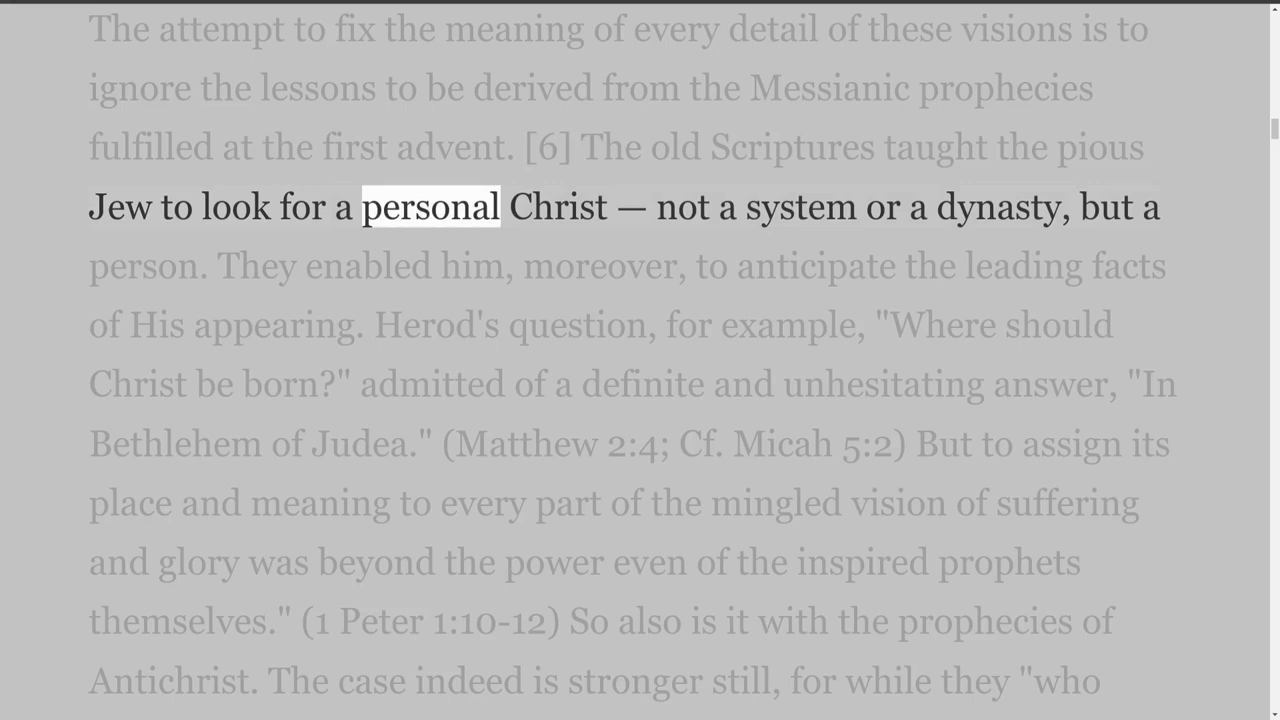 The attempt to fix the meaning of every detail of these visions is to
ignore the lessons to be derived from the Messianic prophecies
fulfilled at the first advent. [6] The old Scriptures taught the pious
Jew to look for a personal Christ — not a system or a dynasty, but a
person. They enabled him, moreover, to anticipate the leading facts
of His appearing. Herod's question, for example, "Where should
Christ be born?" admitted of a definite and unhesitating answer, "In
Bethlehem of Judea." (Matthew 2:4; Cf. Micah 5:2) But to assign its
place and meaning to every part of the mingled vision of suffering
and glory was beyond the power even of the inspired prophets
themselves." (1 Peter 1:10-12) So also is it with the prophecies of
Antichrist. The case indeed is stronger still, for while they "who